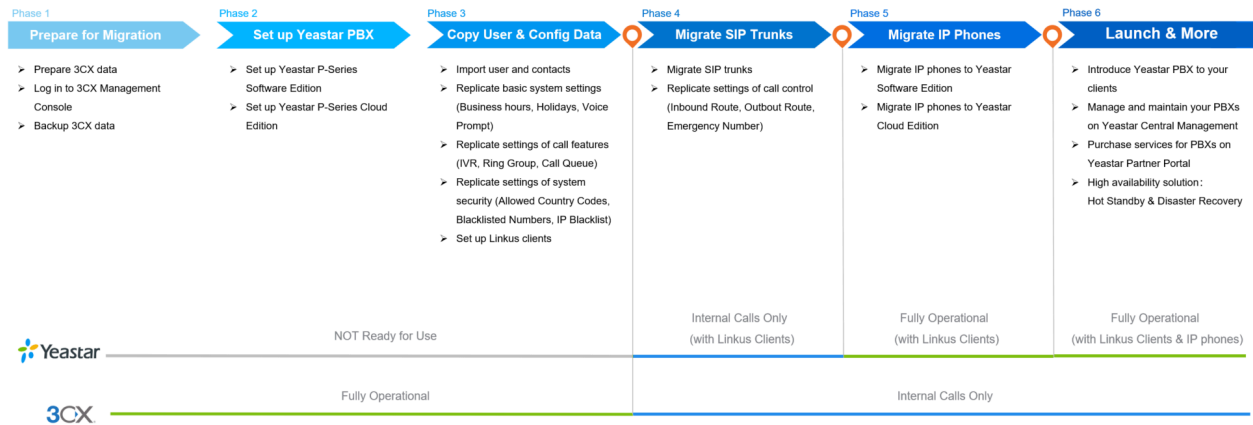 Phase 1
Prepare for Migration
➢ Prepare 3CX data
➢ Log in to 3CX Management
Console
➢ Backup 3CX data
Phase 2
Set up Yeastar PBX
➢ Set up Yeastar P-Series
Software Edition
➢ Set up Yeastar P-Series Cloud
Edition
Phase 3
Copy User & Config Data
➢ Import user and contacts
➢ Replicate basic system settings
(Business hours, Holidays, Voice
Prompt)
➢ Replicate settings of call features
(IVR, Ring Group, Call Queue)
➢ Replicate settings of system
security (Allowed Country Codes,
Blacklisted Numbers, IP Blacklist)
➢ Set up Linkus clients
Phase 4
Migrate SIP Trunks
➢ Migrate SIP trunks
➢ Replicate settings of call control
(Inbound Route, Outbout Route,
Emergency Number)
Phase 5
Migrate IP Phones
➢ Migrate IP phones to Yeastar
Software Edition
➢ Migrate IP phones to Yeastar
Cloud Edition
Phase 6
Launch & More
➢ Introduce Yeastar PBX to your
clients
➢ Manage and maintain your PBXs
on Yeastar Central Management
➢ Purchase services for PBXs on
Yeastar Partner Portal
➢ High availability solution：
Hot Standby & Disaster Recovery
Yeastar
NOT Ready for Use
Internal Calls Only
(with Linkus Clients)
Fully Operational
(with Linkus Clients)
Fully Operational
(with Linkus Clients & IP phones)
3CX.
Fully Operational
Internal Calls Only